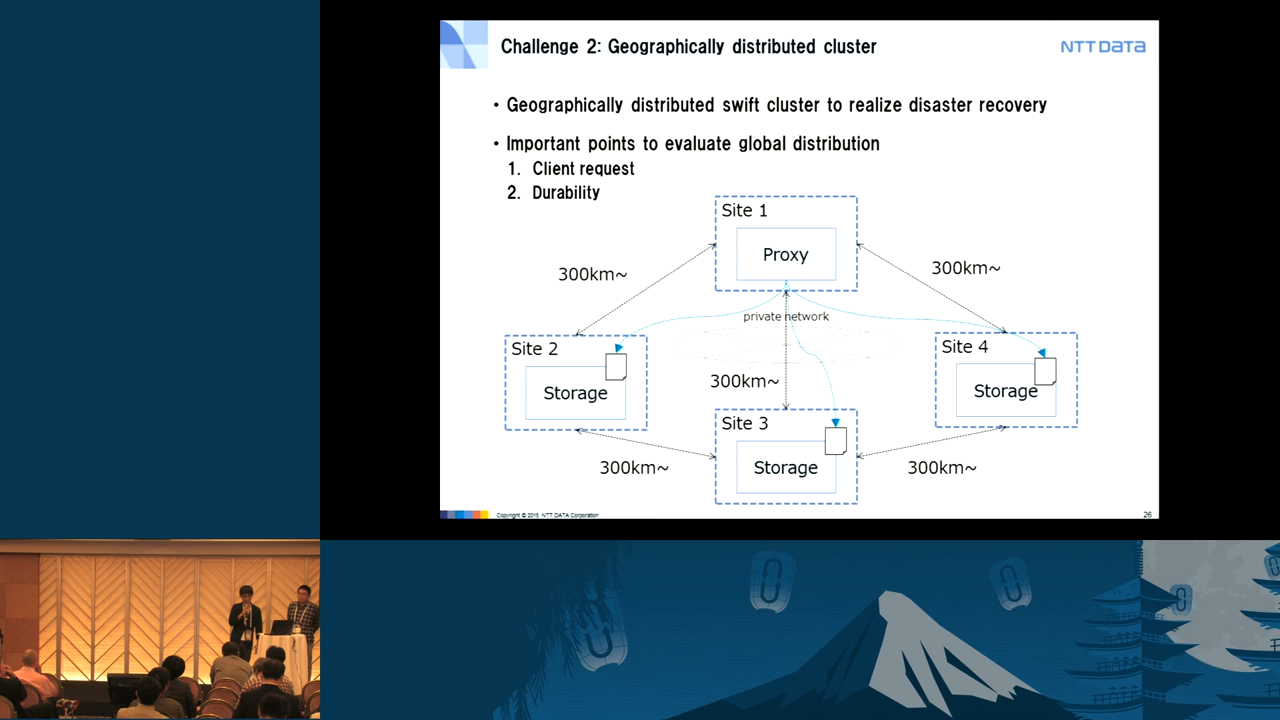 Challenge 2: Geographically distributed cluster
NTT DATA
• Geographically distributed swift cluster to realize disaster recovery
• Important points to evaluate global distribution
1. Client request
2. Durability
Site 1
Proxy
300km~
300km~
private network
Site 2
Storage
300km~
Site 4
Storage
Site 3
Storage
300km~
300km~
Copyright © 2015 NTT DATA Corporation
26